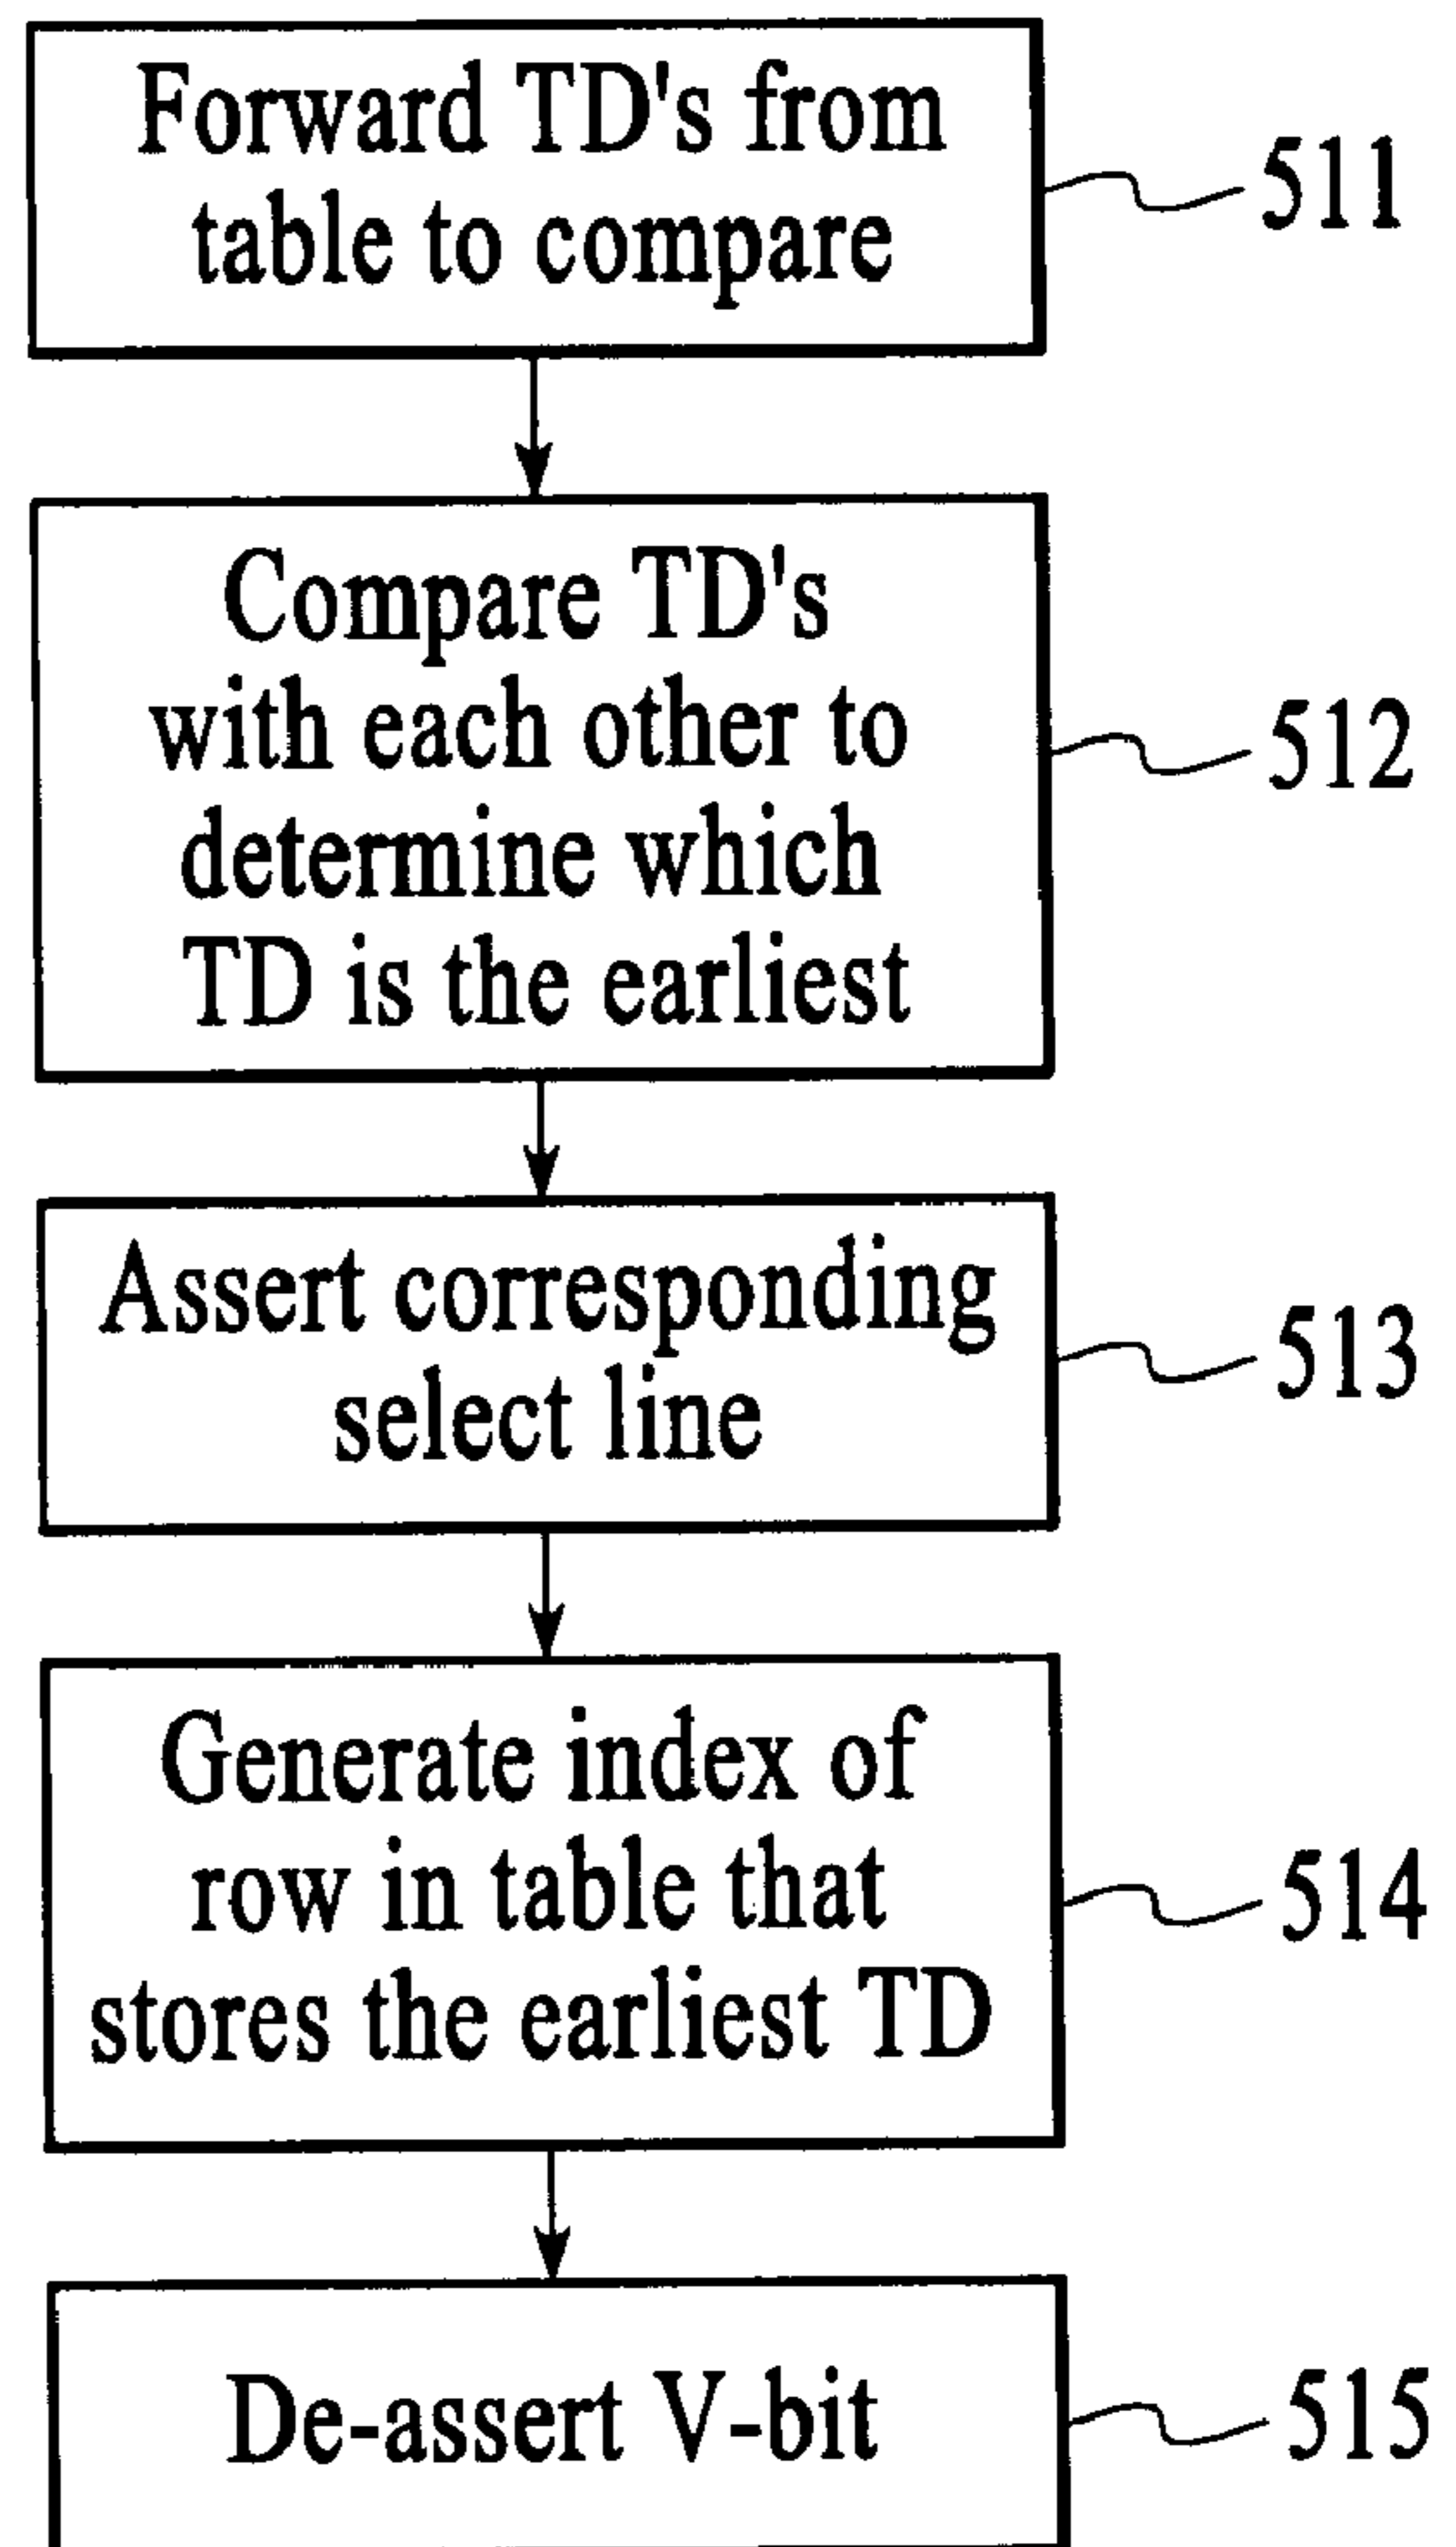 Forward TD's from
table to compare
511
Compare TD's
with each other to
determine which
TD is the earliest
512
Assert corresponding
select line
513
Generate index of
row in table that
stores the earliest TD
514
De-assert V-bit
515